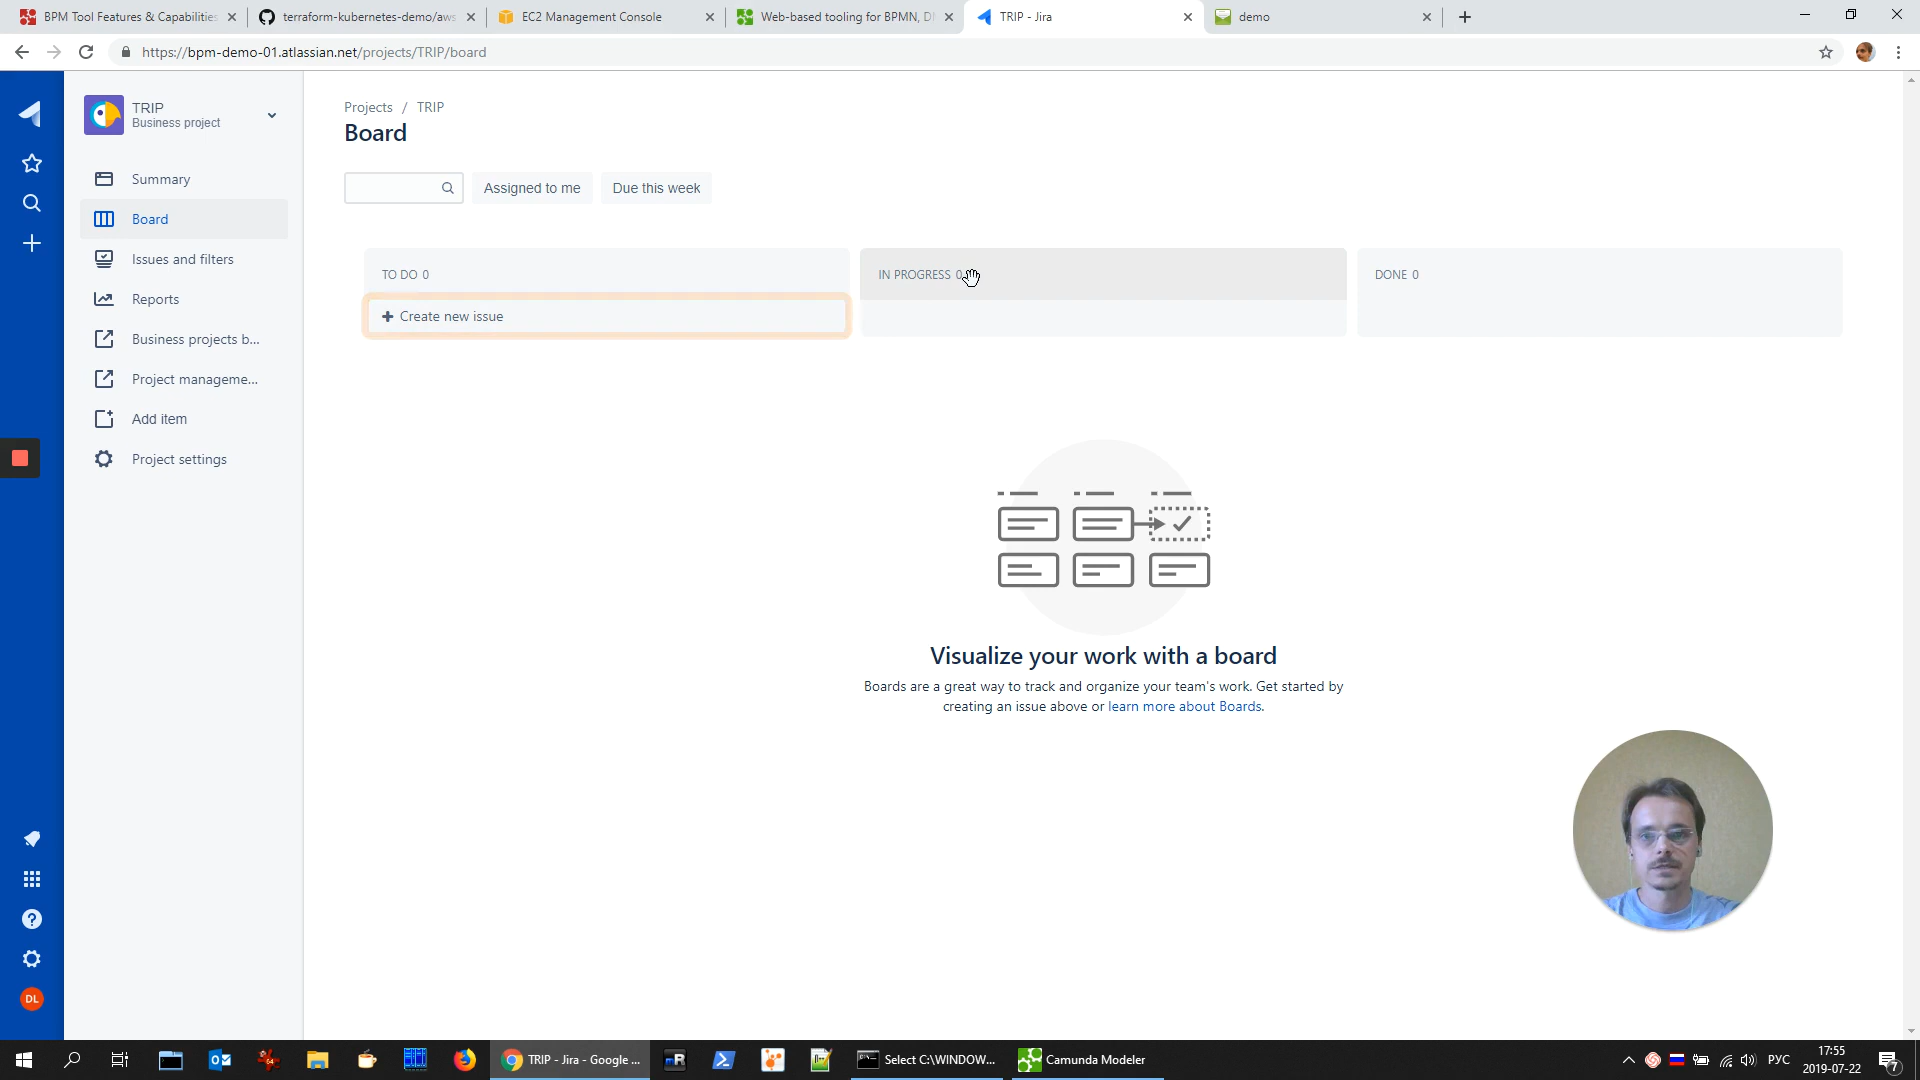 BPM Tool Features & Capabilities
terraform-kubernetes-demo/aws
EC2 Management Console
Web-based tooling for BPMN, D
TRIP - Jira
demo
https://bpm-demo-01.atlassian.net/projects/TRIP/board
TRIP
Business project
Summary
Board
Issues and filters
Reports
Business projects b...
Project manageme...
Add item
Project settings
DL
Projects / TRIP
Board
Assigned to me
Due this week
TO DO 0
IN PROGRESS 0
DONE 0
Create new issue
Visualize your work with a board
Boards are a great way to track and organize your team's work. Get started by
creating an issue above or learn more about Boards.
TRIP - Jira - Google ...
mR
Select C:\WINDOW...
Camunda Modeler
РУС
17:55
2019-07-22
7